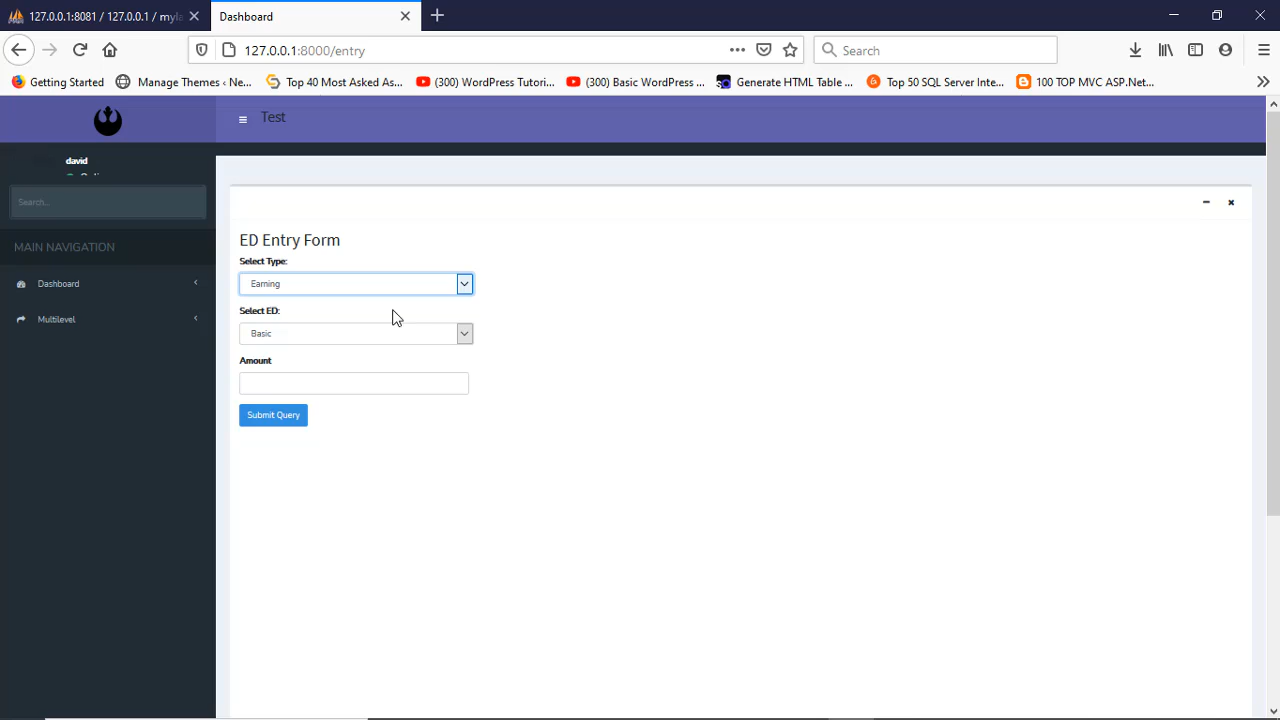 127.0.0.1:8081 / 127.0.0.1 / myla
Dashboard
127.0.0.1:8000/entry
Search
Getting Started
Manage Themes ‹ Ne...
Top 40 Most Asked As...
(300) WordPress Tutori...
(300) Basic WordPress ...
Generate HTML Table ...
Top 50 SQL Server Inte...
100 TOP MVC ASP.Net...
Test
david
Search...
MAIN NAVIGATION
Dashboard
Multilevel
ED Entry Form
Select Type:
Earning
Select ED:
Basic
Amount
Submit Query